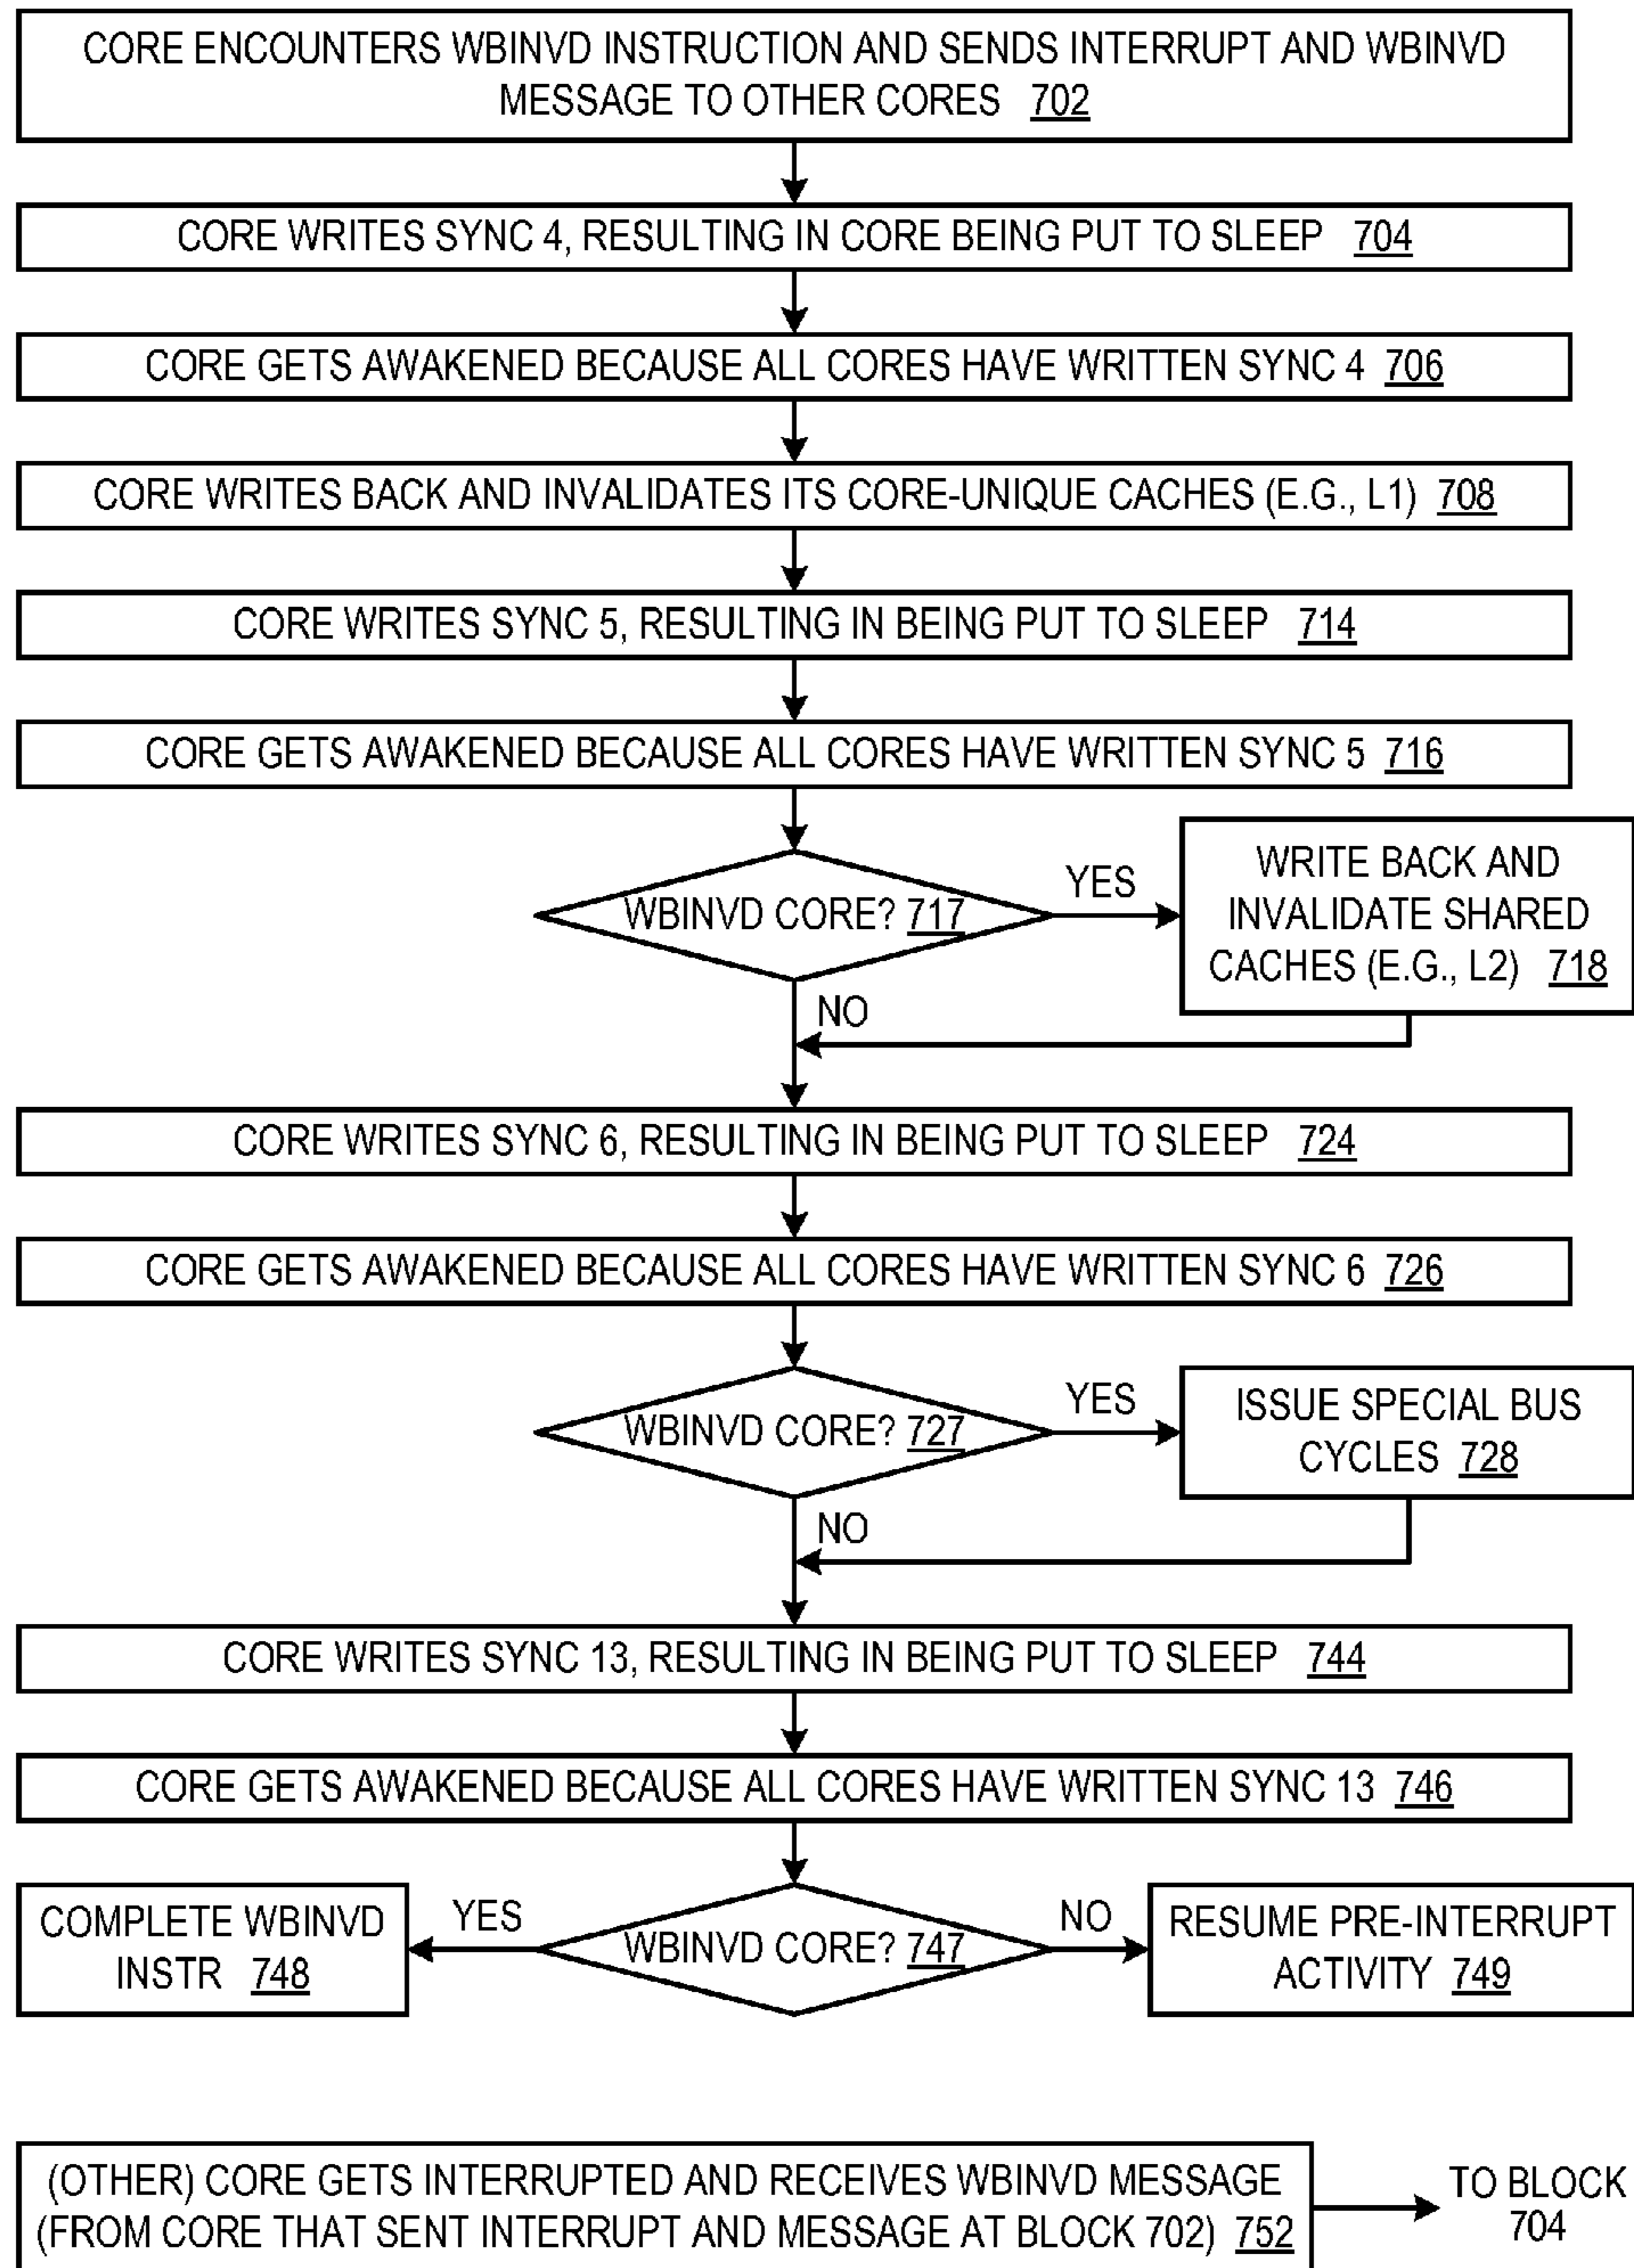 CORE ENCOUNTERS WBINVD INSTRUCTION AND SENDS INTERRUPT AND WBINVD
MESSAGE TO OTHER CORES 702
CORE WRITES SYNC 4, RESULTING IN CORE BEING PUT TO SLEEP 704
CORE GETS AWAKENED BECAUSE ALL CORES HAVE WRITTEN SYNC 4 706
CORE WRITES BACK AND INVALIDATES ITS CORE-UNIQUE CACHES (E.G., L1) 708
CORE WRITES SYNC 5, RESULTING IN BEING PUT TO SLEEP 714
CORE GETS AWAKENED BECAUSE ALL CORES HAVE WRITTEN SYNC 5 716
WBINVD CORE? 717
YES
WRITE BACK AND
INVALIDATE SHARED
CACHES (E.G., L2) 718
NO
CORE WRITES SYNC 6, RESULTING IN BEING PUT TO SLEEP 724
CORE GETS AWAKENED BECAUSE ALL CORES HAVE WRITTEN SYNC 6 726
WBINVD CORE? 727
YES
ISSUE SPECIAL BUS
CYCLES 728
NO
CORE WRITES SYNC 13, RESULTING IN BEING PUT TO SLEEP 744
CORE GETS AWAKENED BECAUSE ALL CORES HAVE WRITTEN SYNC 13 746
COMPLETE WBINVD
INSTR 748
YES
WBINVD CORE? 747
NO
RESUME PRE-INTERRUPT
ACTIVITY 749
(OTHER) CORE GETS INTERRUPTED AND RECEIVES WBINVD MESSAGE
(FROM CORE THAT SENT INTERRUPT AND MESSAGE AT BLOCK 702) 752
TO BLOCK
704